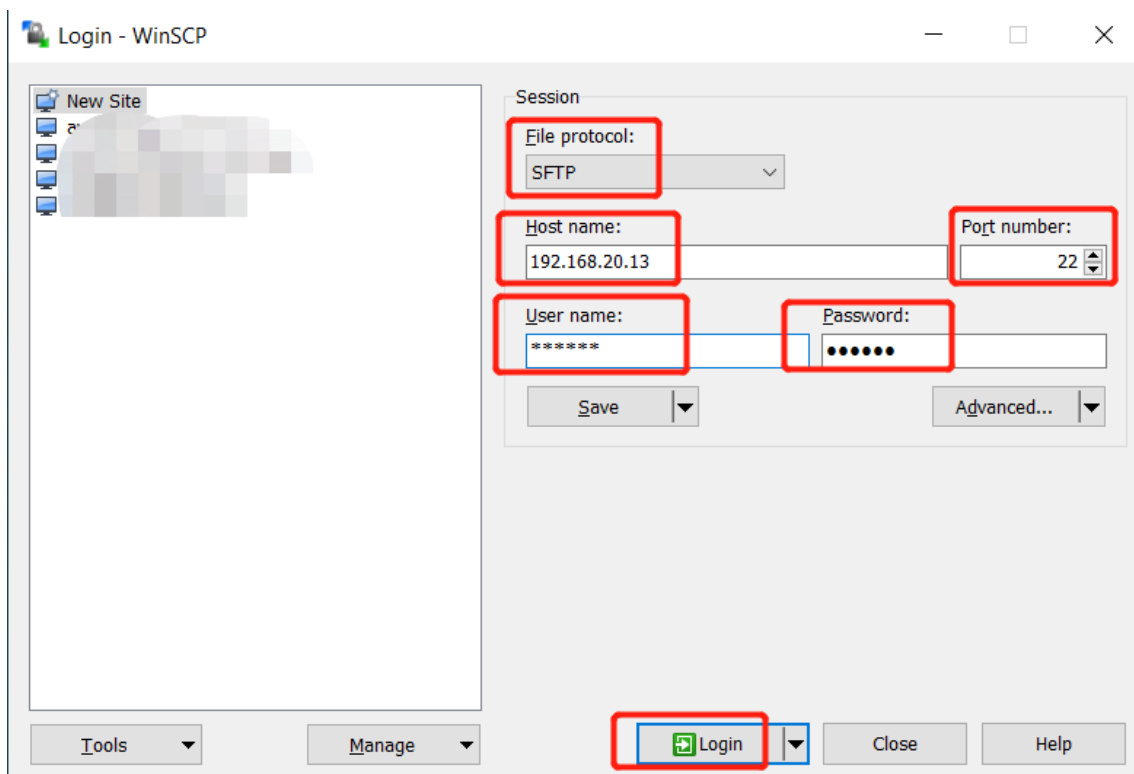 Login - WinSCP
New Site
Session
File protocol:
SFTP
Host name:
Port number:
192.168.20.13
22
User name:
Password:
******
●●●●●●
Save
Advanced...
Tools
Manage
Login
Close
Help